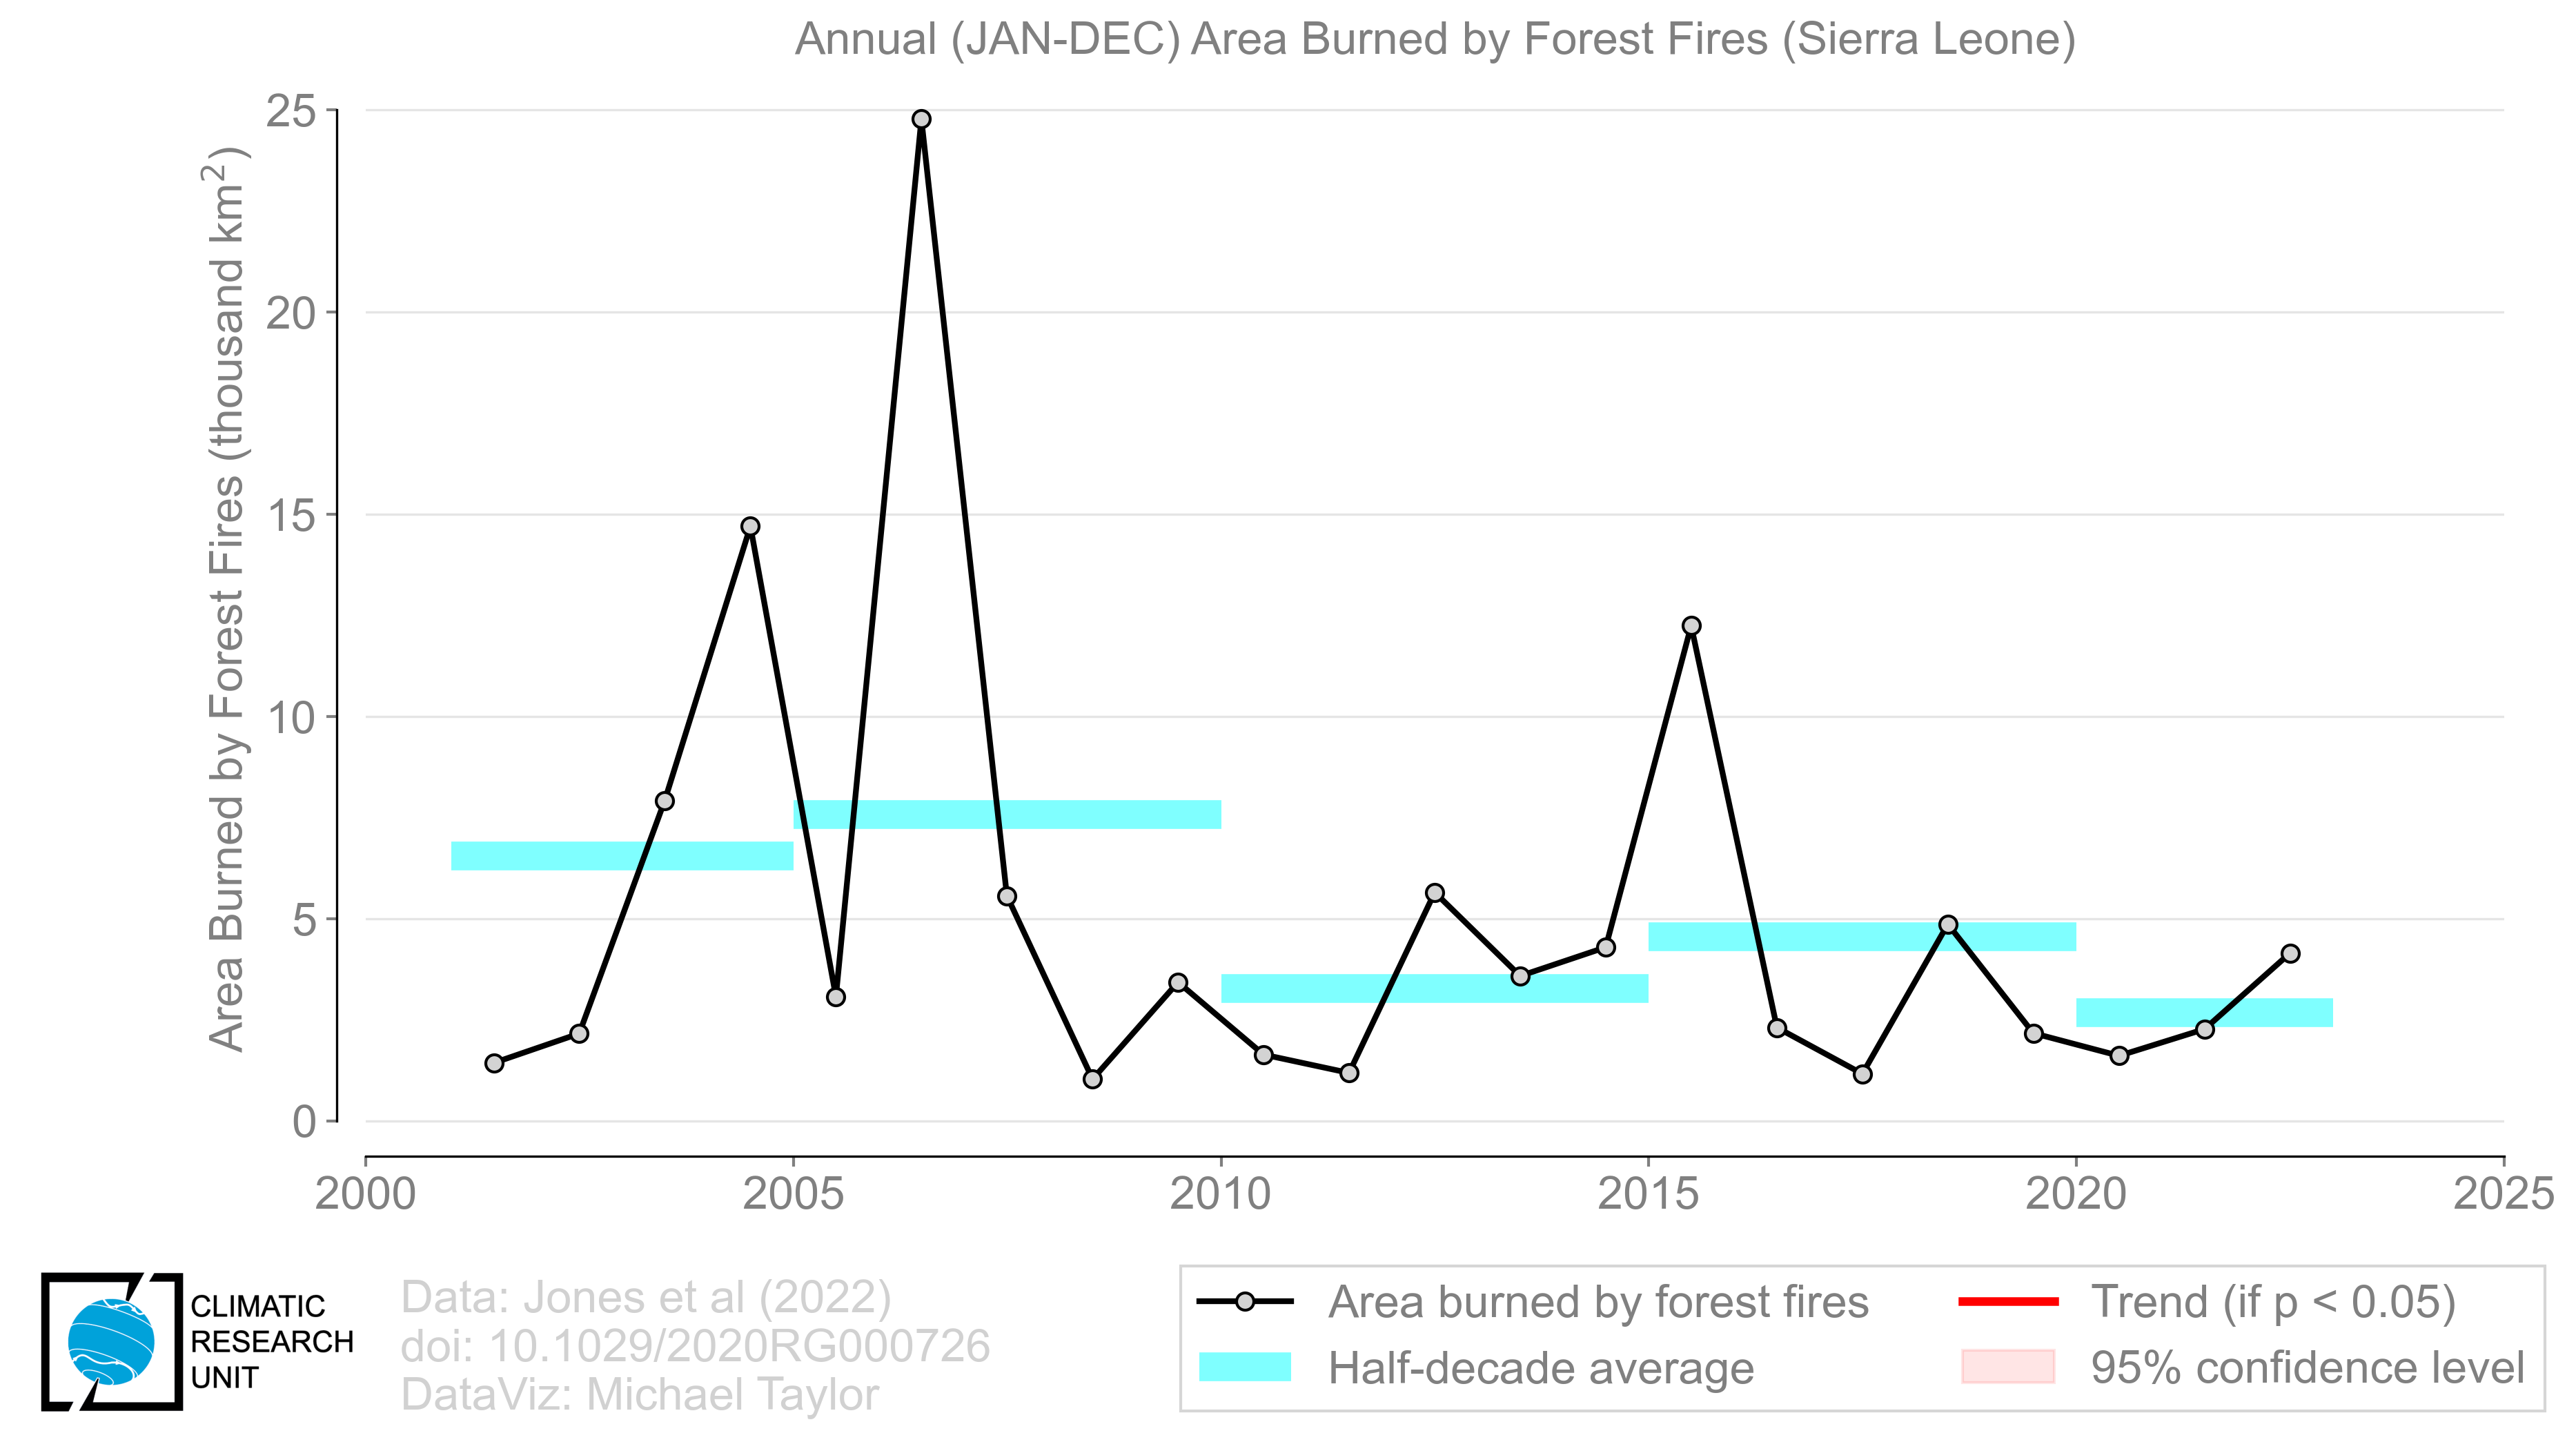 Annual (JAN-DEC) Area Burned by Forest Fires (Sierra Leone)
Area Burned by Forest Fires (thousand km²)
25
20
15
10
5
0
2000 2005 2010 2015 2020 2025
CLIMATIC
RESEARCH
UNIT
Data: Jones et al (2022)
doi: 10.1029/2020RG000726
DataViz: Michael Taylor
Area burned by forest fires
Half-decade average
Trend (if p < 0.05)
95% confidence level